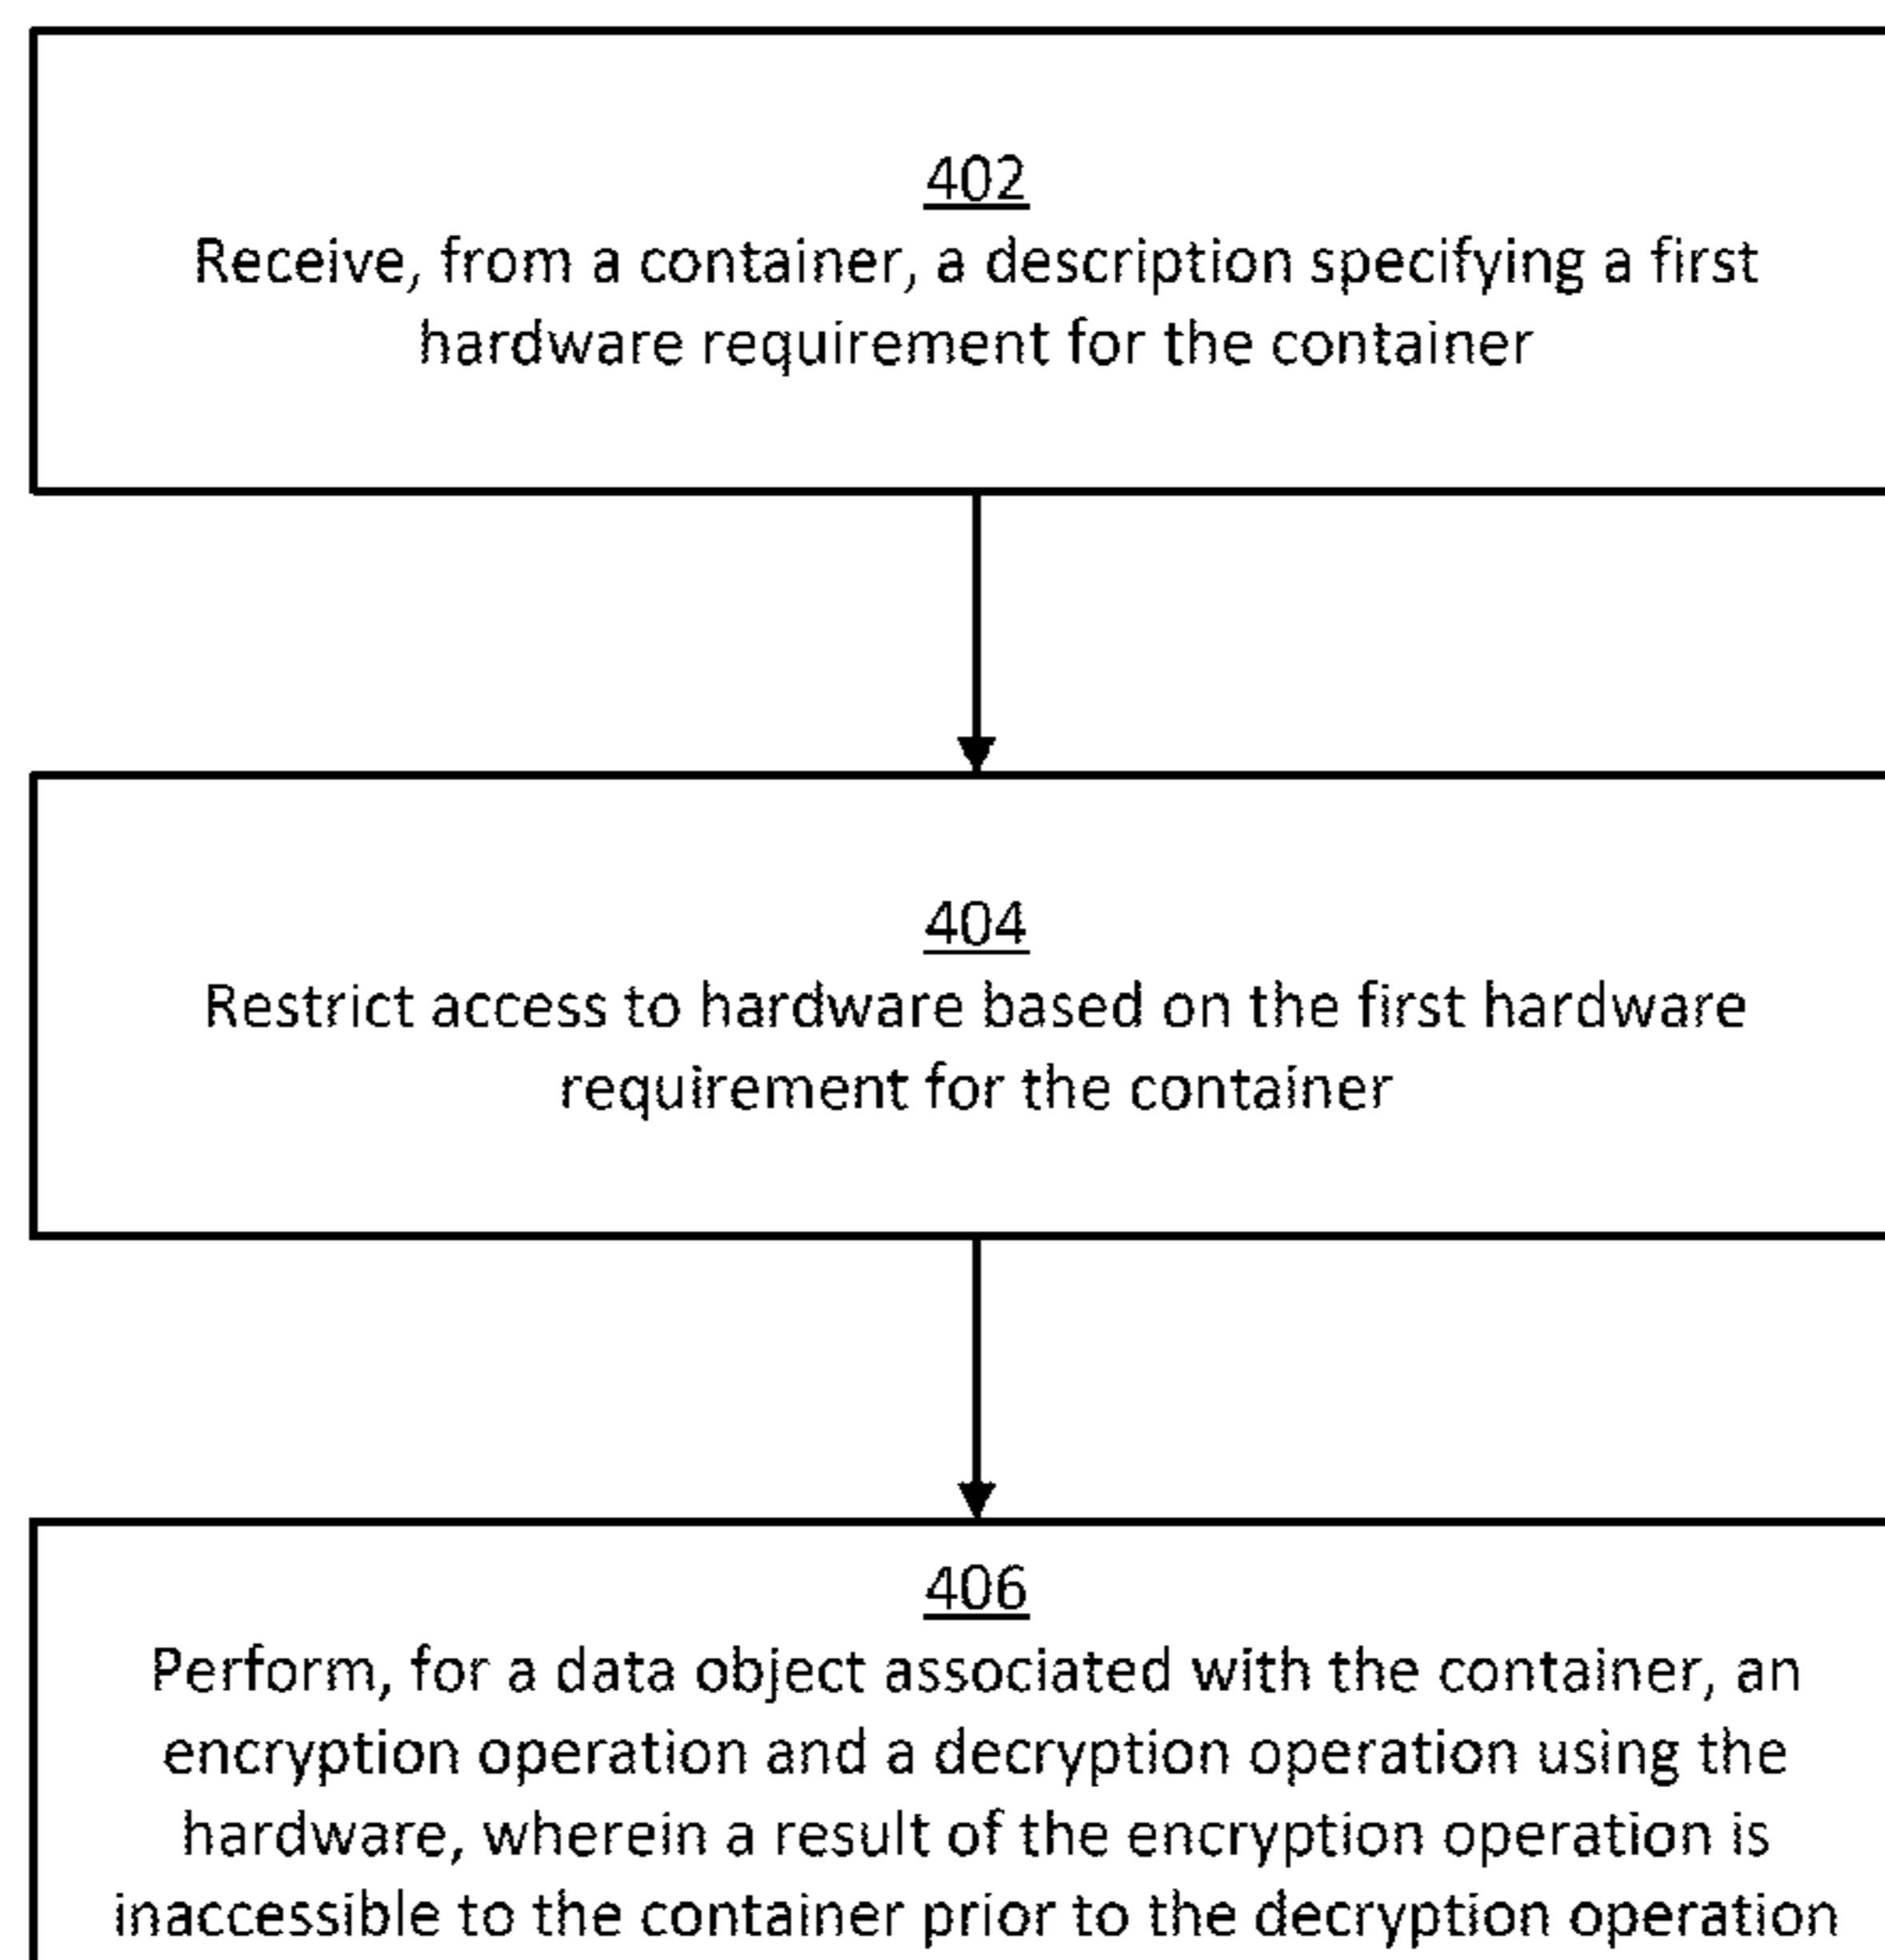 402
Receive, from a container, a description specifying a first
hardware requirement for the container
404
Restrict access to hardware based on the first hardware
requirement for the container
406
Perform, for a data object associated with the container, an
encryption operation and a decryption operation using the
hardware, wherein a result of the encryption operation is
inaccessible to the container prior to the decryption operation